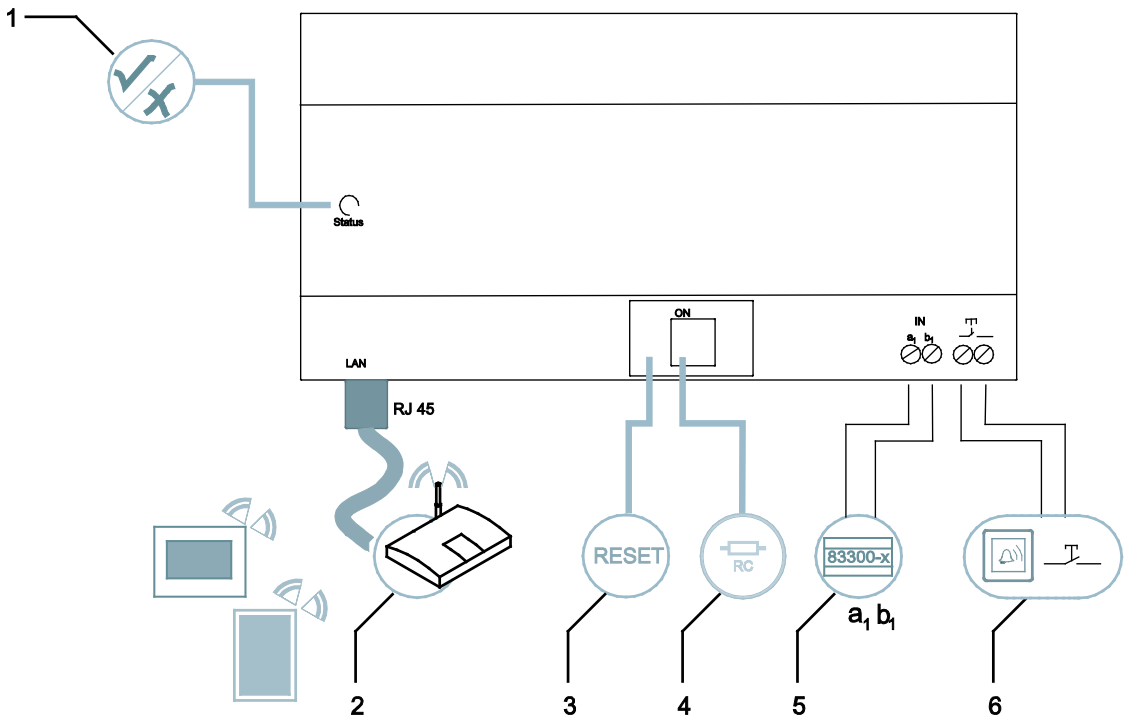 1
Status
ON
IN
a1 b1
LAN
RJ 45
RESET
RC
83300-x
a1 b1
2
3
4
5
6